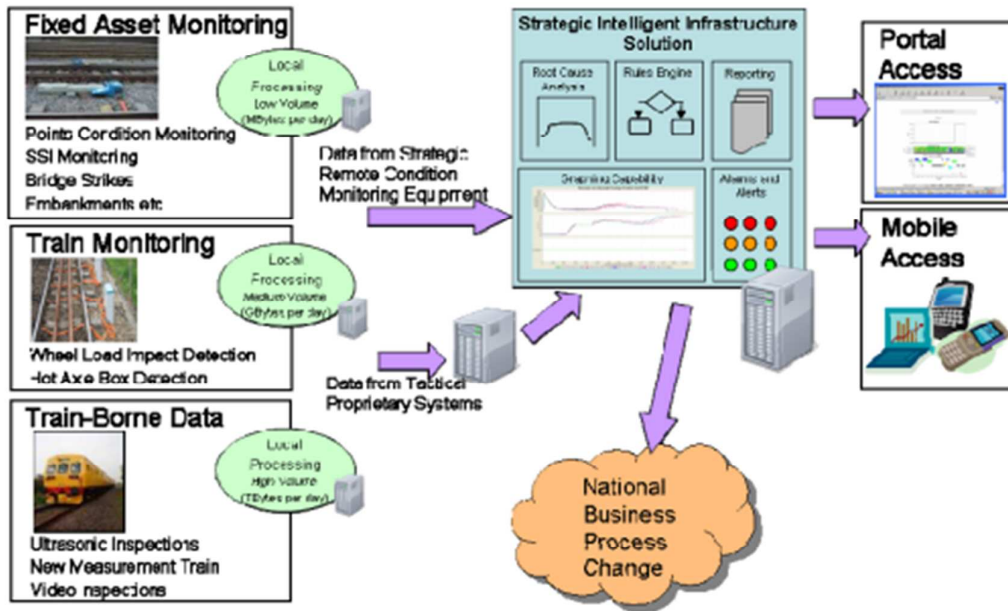 Fixed Asset Monitoring
Local
Processing
Low Volume
(MBytes per day)
Points Condition Monitoring
SSI Monitoring
Bridge Strikes
Embankments etc
Data from Strategic
Remote Condition
Monitoring Equipment
Train Monitoring
Local
Processing
Medium Volume
(GBytes per day)
Wheel Load Impact Detection
Hot Axe Box Detection
Data from Tactical
Proprietary Systems
Train-Borne Data
Local
Processing
High Volume
(TBytes per day)
Ultrasonic Inspections
New Measurement Train
Video Inspections
Strategic Intelligent Infrastructure
Solution
Root Cause
Analysis
Rules Engine
Reporting
Graphing Capability
Alarms and
Alerts
National
Business
Process
Change
Portal
Access
Mobile
Access